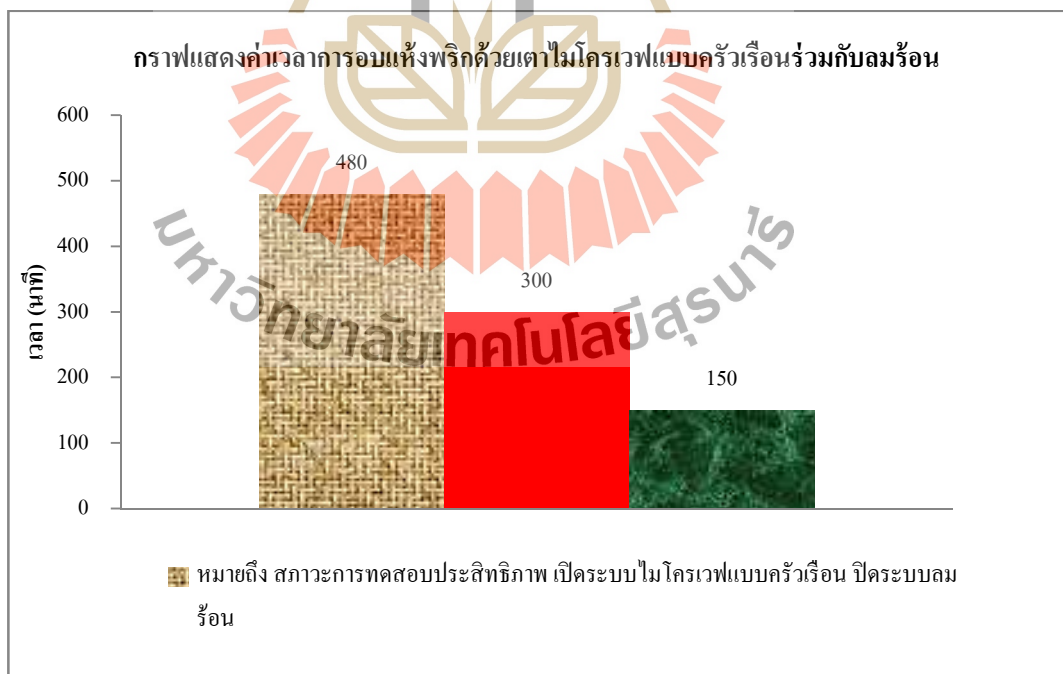 กราฟแสดงค่าเวลาการอบแห้งพริกด้วยเตาไมโครเวฟแบบครัวเรือนร่วมกับลมร้อน
600
500
400
300
200
100
0
เวลา (นาที)
480
300
150
มหาวิทยาลัยเทคโนโลยีสุรนารี
หมายถึง สภาวะการทดสอบประสิทธิภาพ เปิดระบบไมโครเวฟแบบครัวเรือน ปิดระบบลม
ร้อน